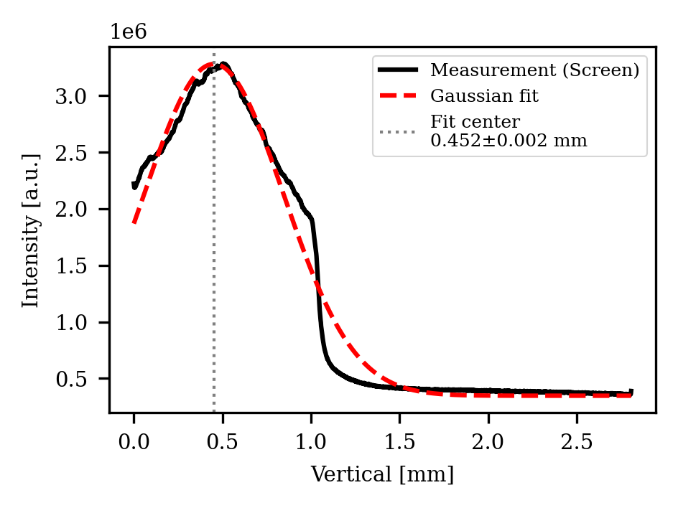 1e6
Measurement (Screen)
Gaussian fit
Fit center
0.452±0.002 mm
3.0
2.5
2.0
1.5
1.0
0.5
Intensity [a.u.]
0.0 0.5 1.0 1.5 2.0 2.5
Vertical [mm]